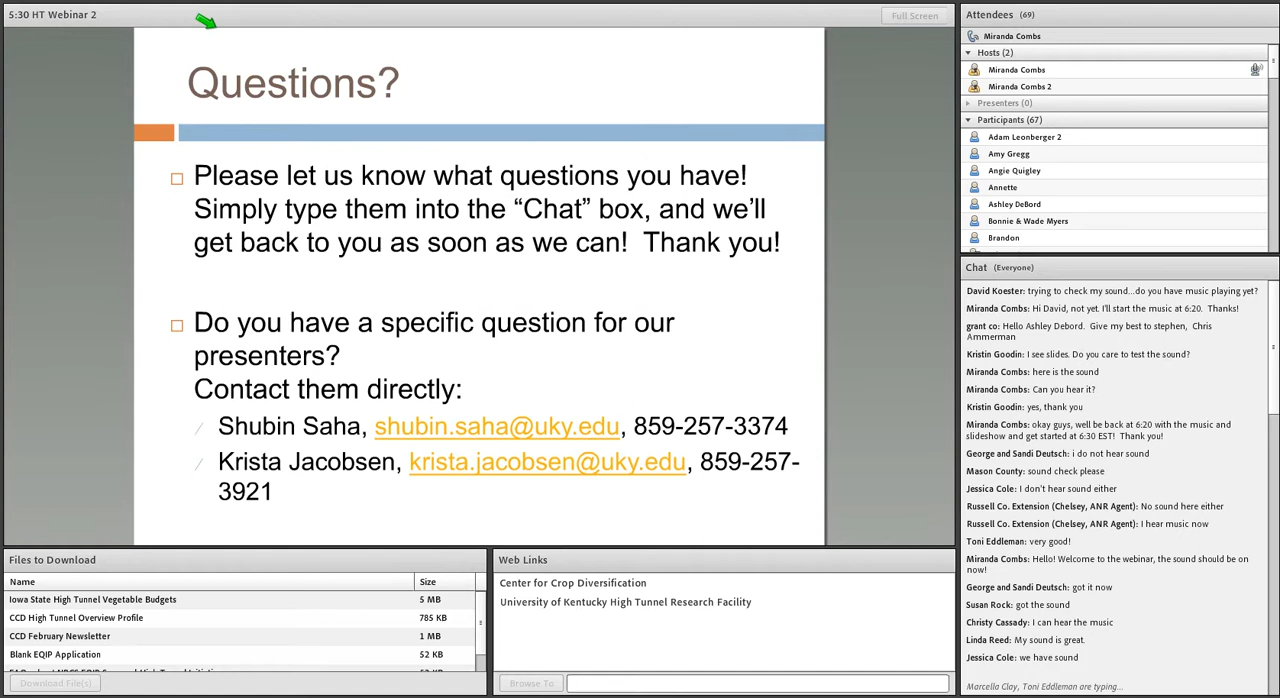 5:30 HT Webinar 2
Full Screen
Questions?
Please let us know what questions you have!
Simply type them into the “Chat” box, and we’ll
get back to you as soon as we can!  Thank you!
Do you have a specific question for our
presenters?
Contact them directly:
Shubin Saha, shubin.saha@uky.edu, 859-257-3374
Krista Jacobsen, krista.jacobsen@uky.edu, 859-257-
3921
Files to Download
Name Size
Iowa State High Tunnel Vegetable Budgets 5 MB
CCD High Tunnel Overview Profile 785 KB
CCD February Newsletter 1 MB
Blank EQIP Application 52 KB
Download File(s)
Web Links
Center for Crop Diversification
University of Kentucky High Tunnel Research Facility
Browse To
Attendees (69)
Miranda Combs
Hosts (2)
Miranda Combs
Miranda Combs 2
Presenters (0)
Participants (67)
Adam Leonberger 2
Amy Gregg
Angie Quigley
Annette
Ashley DeBord
Bonnie & Wade Myers
Brandon
Chat (Everyone)
David Koester: trying to check my sound...do you have music playing yet?
Miranda Combs: Hi David, not yet. I'll start the music at 6:20.  Thanks!
grant co: Hello Ashley Debord.  Give my best to stephen,  Chris
Ammerman
Kristin Goodin: I see slides. Do you care to test the sound?
Miranda Combs: here is the sound
Miranda Combs: Can you hear it?
Kristin Goodin: yes, thank you
Miranda Combs: okay guys, well be back at 6:20 with the music and
slideshow and get started at 6:30 EST!  Thank you!
George and Sandi Deutsch: i do not hear sound
Mason County: sound check please
Jessica Cole: I don't hear sound either
Russell Co. Extension (Chelsey, ANR Agent): No sound here either
Russell Co. Extension (Chelsey, ANR Agent): I hear music now
Toni Eddleman: very good!
Miranda Combs: Hello! Welcome to the webinar, the sound should be on
now!
George and Sandi Deutsch: got it now
Susan Rock: got the sound
Christy Cassady: I can hear the music
Linda Reed: My sound is great.
Jessica Cole: we have sound
Marcella Clay, Toni Eddleman are typing...